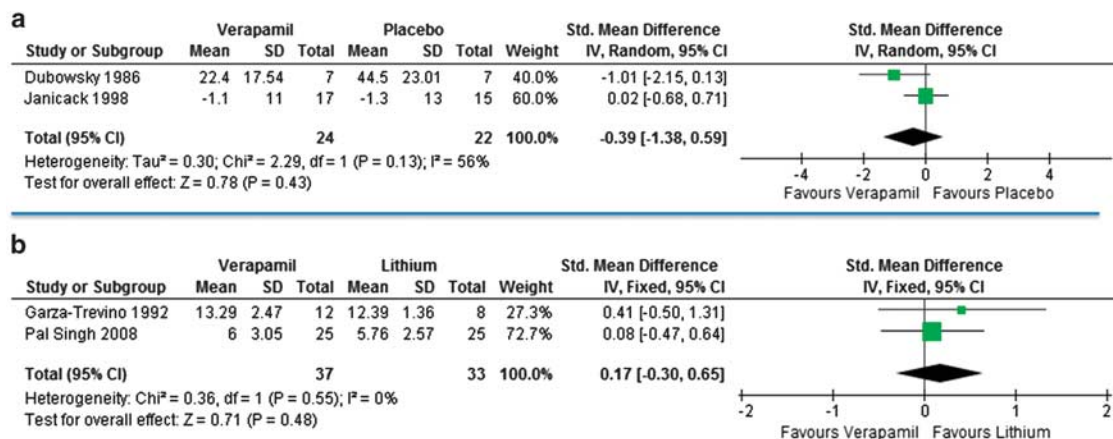 a
Verapamil Placebo Std. Mean Difference Std. Mean Difference
Study or Subgroup Mean SD Total Mean SD Total Weight IV, Random, 95% CI IV, Random, 95% CI
Dubowsky 1986 22.4 17.54 7 44.5 23.01 7 40.0% -1.01 [-2.15, 0.13]
Janicack 1998 -1.1 11 17 -1.3 13 15 60.0% 0.02 [-0.68, 0.71]
Total (95% CI) 24 22 100.0% -0.39 [-1.38, 0.59]
Heterogeneity: Tau² = 0.30; Chi² = 2.29, df = 1 (P = 0.13); I² = 56%
Test for overall effect: Z = 0.78 (P = 0.43)
-4 -2 0 2 4
Favours Verapamil Favours Placebo
b
Verapamil Lithium Std. Mean Difference Std. Mean Difference
Study or Subgroup Mean SD Total Mean SD Total Weight IV, Fixed, 95% CI IV, Fixed, 95% CI
Garza-Trevino 1992 13.29 2.47 12 12.39 1.36 8 27.3% 0.41 [-0.50, 1.31]
Pal Singh 2008 6 3.05 25 5.76 2.57 25 72.7% 0.08 [-0.47, 0.64]
Total (95% CI) 37 33 100.0% 0.17 [-0.30, 0.65]
Heterogeneity: Chi² = 0.36, df = 1 (P = 0.55); I² = 0%
Test for overall effect: Z = 0.71 (P = 0.48)
-2 -1 0 1 2
Favours Verapamil Favours Lithium